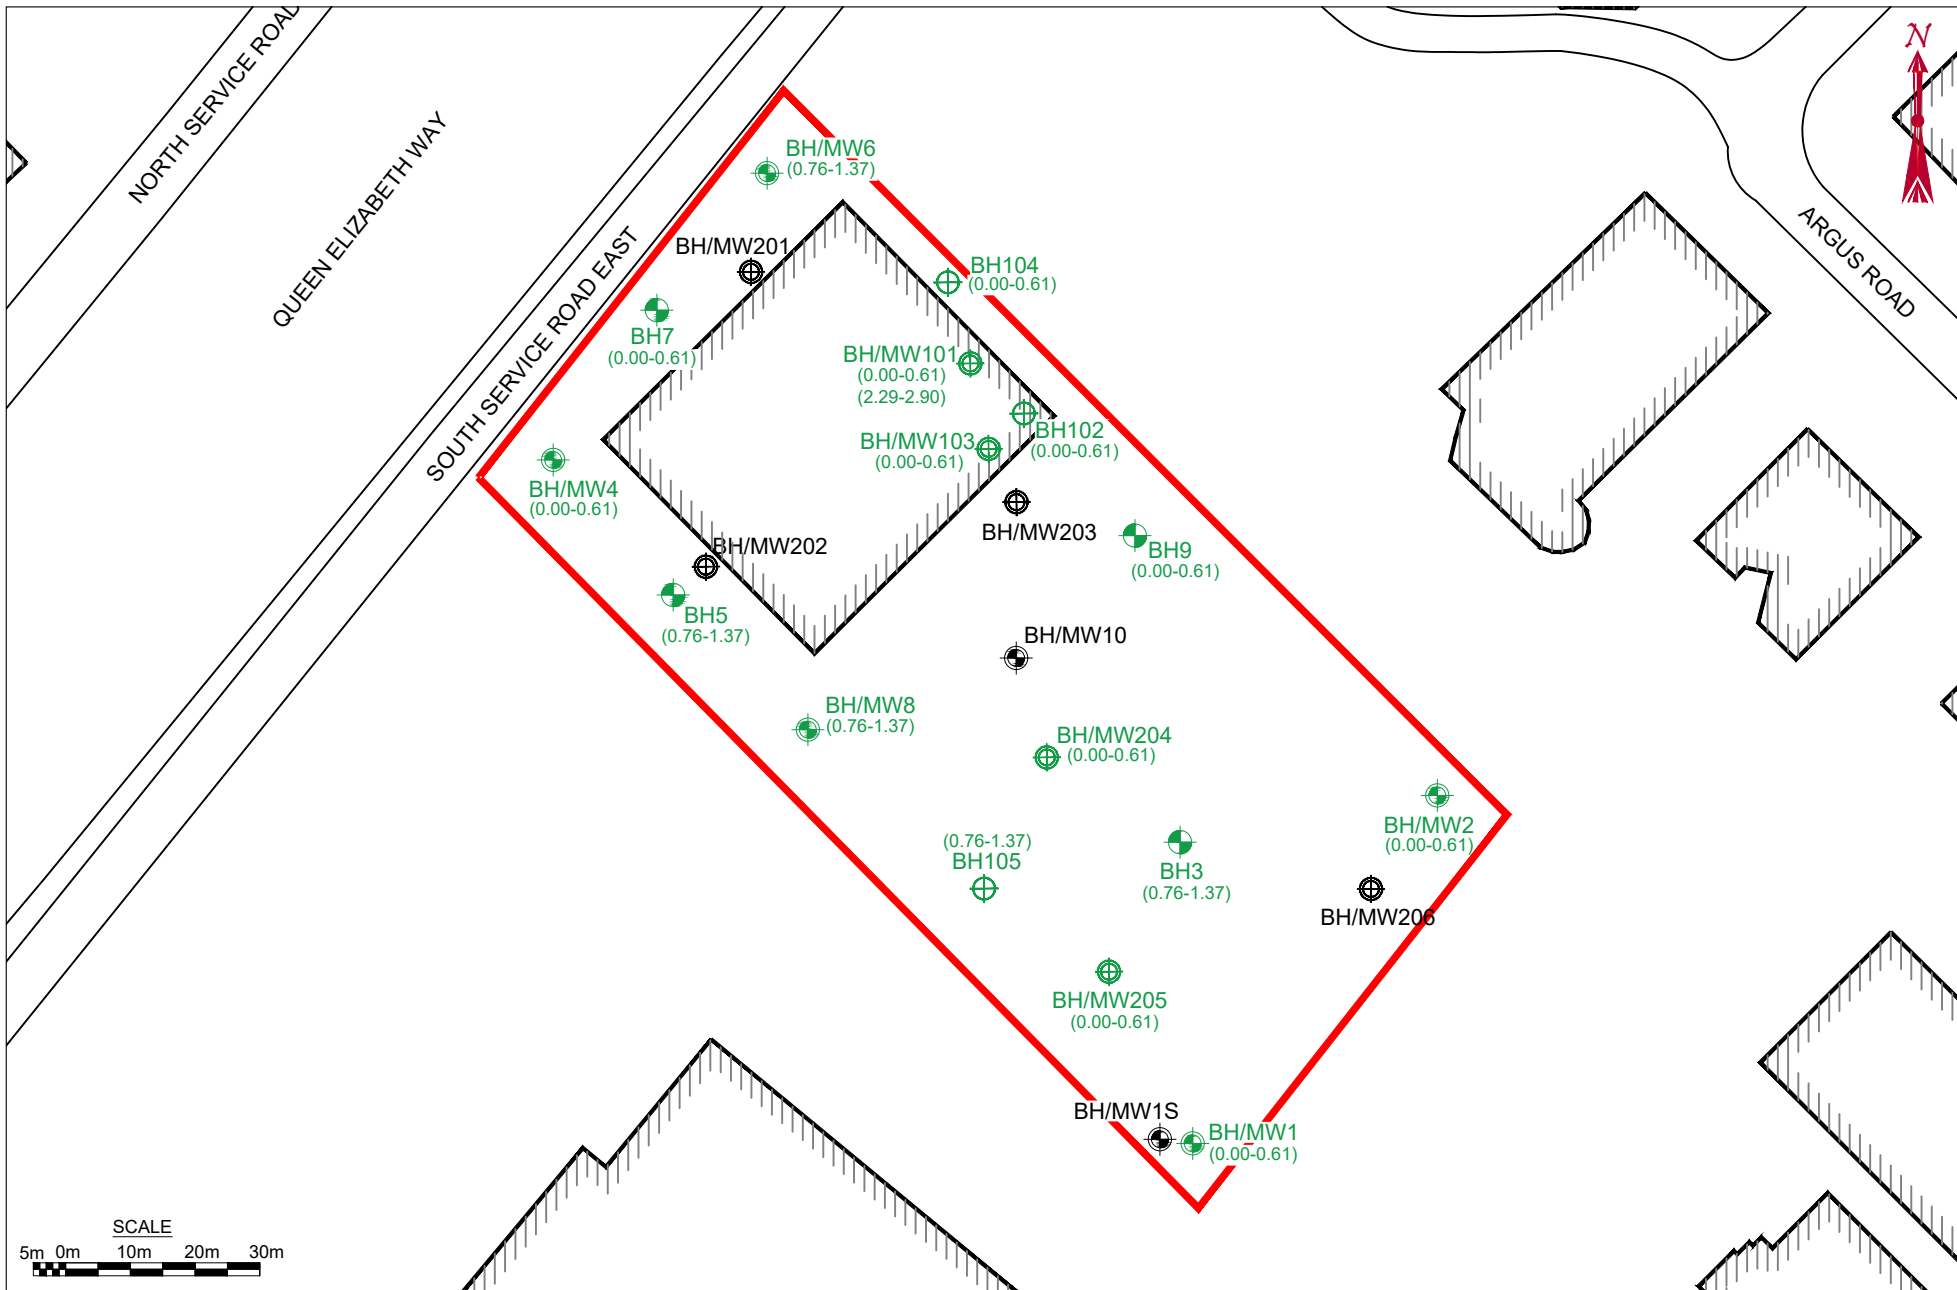 NORTH SERVICE ROAD
QUEEN ELIZABETH WAY
SOUTH SERVICE ROAD EAST
ARGUS ROAD
N
BH/MW6
(0.76-1.37)
BH/MW201
BH104
(0.00-0.61)
BH7
(0.00-0.61)
BH/MW101
(0.00-0.61)
(2.29-2.90)
BH102
(0.00-0.61)
BH/MW103
(0.00-0.61)
BH/MW4
(0.00-0.61)
BH/MW203
BH/MW202
BH9
(0.00-0.61)
BH5
(0.76-1.37)
BH/MW10
BH/MW8
(0.76-1.37)
BH/MW204
(0.00-0.61)
BH/MW2
(0.00-0.61)
(0.76-1.37)
BH105
BH3
(0.76-1.37)
BH/MW206
BH/MW205
(0.00-0.61)
BH/MW1S
BH/MW1
(0.00-0.61)
SCALE
5m 0m 10m 20m 30m